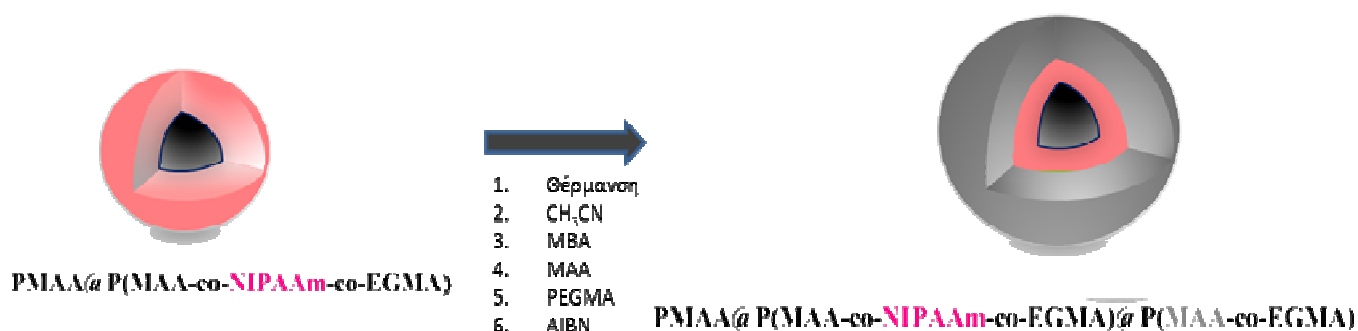 1. Θέρμανση
2. CH₃CN
3. MBA
4. MAA
5. PEGMA
6. AIBN
PMAA@ P(MAA-co-NIPAAm-co-EGMA)
PMAA@ P(MAA-co-NIPAAm-co-EGMA)@ P(MAA-co-EGMA)